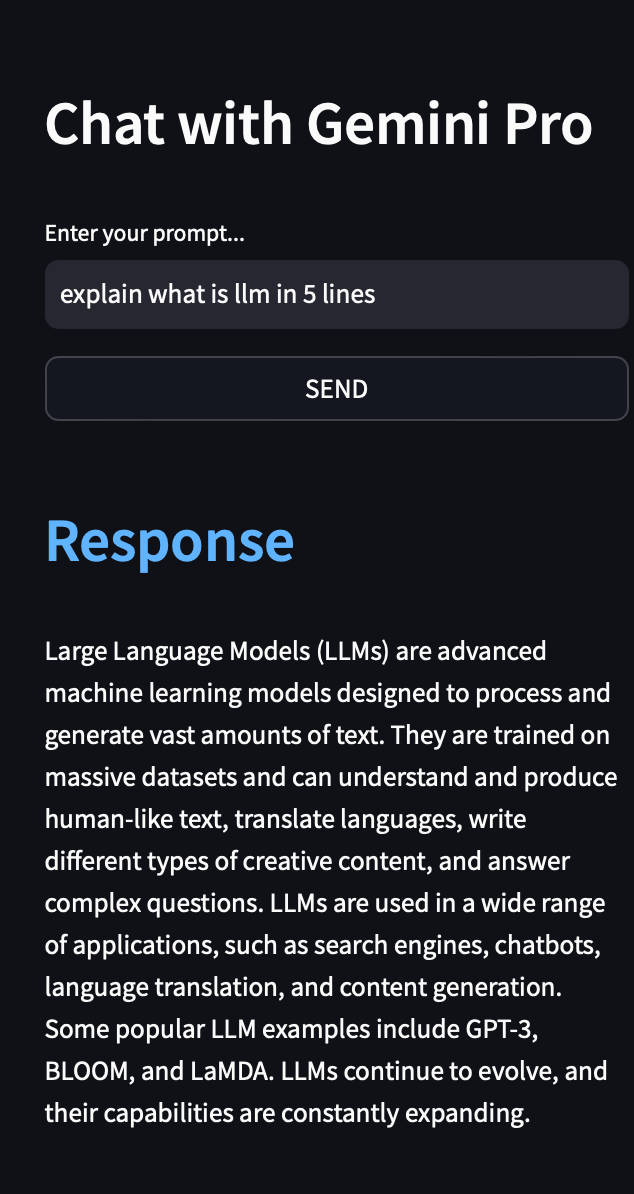 Chat with Gemini Pro
Enter your prompt...
explain what is llm in 5 lines
SEND
Response
Large Language Models (LLMs) are advanced
machine learning models designed to process and
generate vast amounts of text. They are trained on
massive datasets and can understand and produce
human-like text, translate languages, write
different types of creative content, and answer
complex questions. LLMs are used in a wide range
of applications, such as search engines, chatbots,
language translation, and content generation.
Some popular LLM examples include GPT-3,
BLOOM, and LaMDA. LLMs continue to evolve, and
their capabilities are constantly expanding.